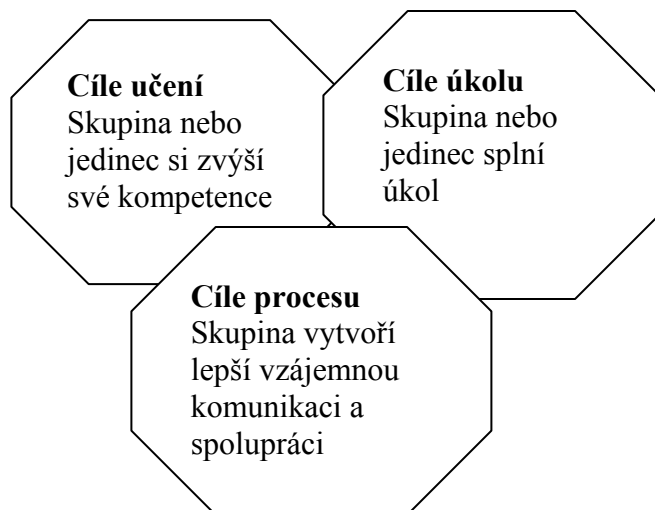 Cíle učení
Skupina nebo
jedinec si zvýší
své kompetence
Cíle úkolu
Skupina nebo
jedinec splní
úkol
Cíle procesu
Skupina vytvoří
lepší vzájemnou
komunikaci a
spolupráci